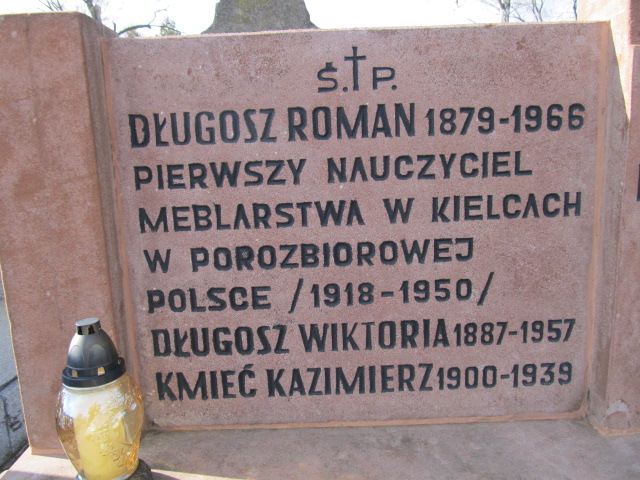 Ś.†P.
DŁUGOSZ ROMAN 1879-1966
PIERWSZY NAUCZYCIEL
MEBLARSTWA W KIELCACH
W POROZBIOROWEJ
POLSCE /1918-1950/
DŁUGOSZ WIKTORIA 1887-1957
KMIEĆ KAZIMIERZ 1900-1939